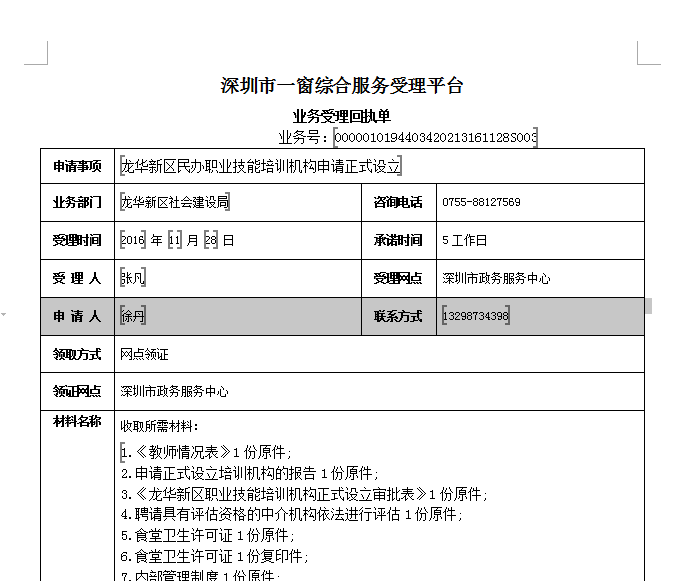 深圳市一窗综合服务受理平台
业务受理回执单
业务号：0000010194403420213161128S003
申请事项 龙华新区民办职业技能培训机构申请正式设立
业务部门 龙华新区社会建设局 咨询电话 0755-88127569
受理时间 2016 年 11 月 28 日 承诺时间 5 工作日
受 理 人 张凡 受理网点 深圳市政务服务中心
申 请 人 徐丹 联系方式 13298734398
领取方式 网点领证
领证网点 深圳市政务服务中心
材料名称 收取所需材料：
1.《教师情况表》1份原件；
2.申请正式设立培训机构的报告1份原件；
3.《龙华新区职业技能培训机构正式设立审批表》1份原件；
4.聘请具有评估资格的中介机构依法进行评估1份原件；
5.食堂卫生许可证1份原件；
6.食堂卫生许可证1份复印件；
7.内部管理制度1份原件；